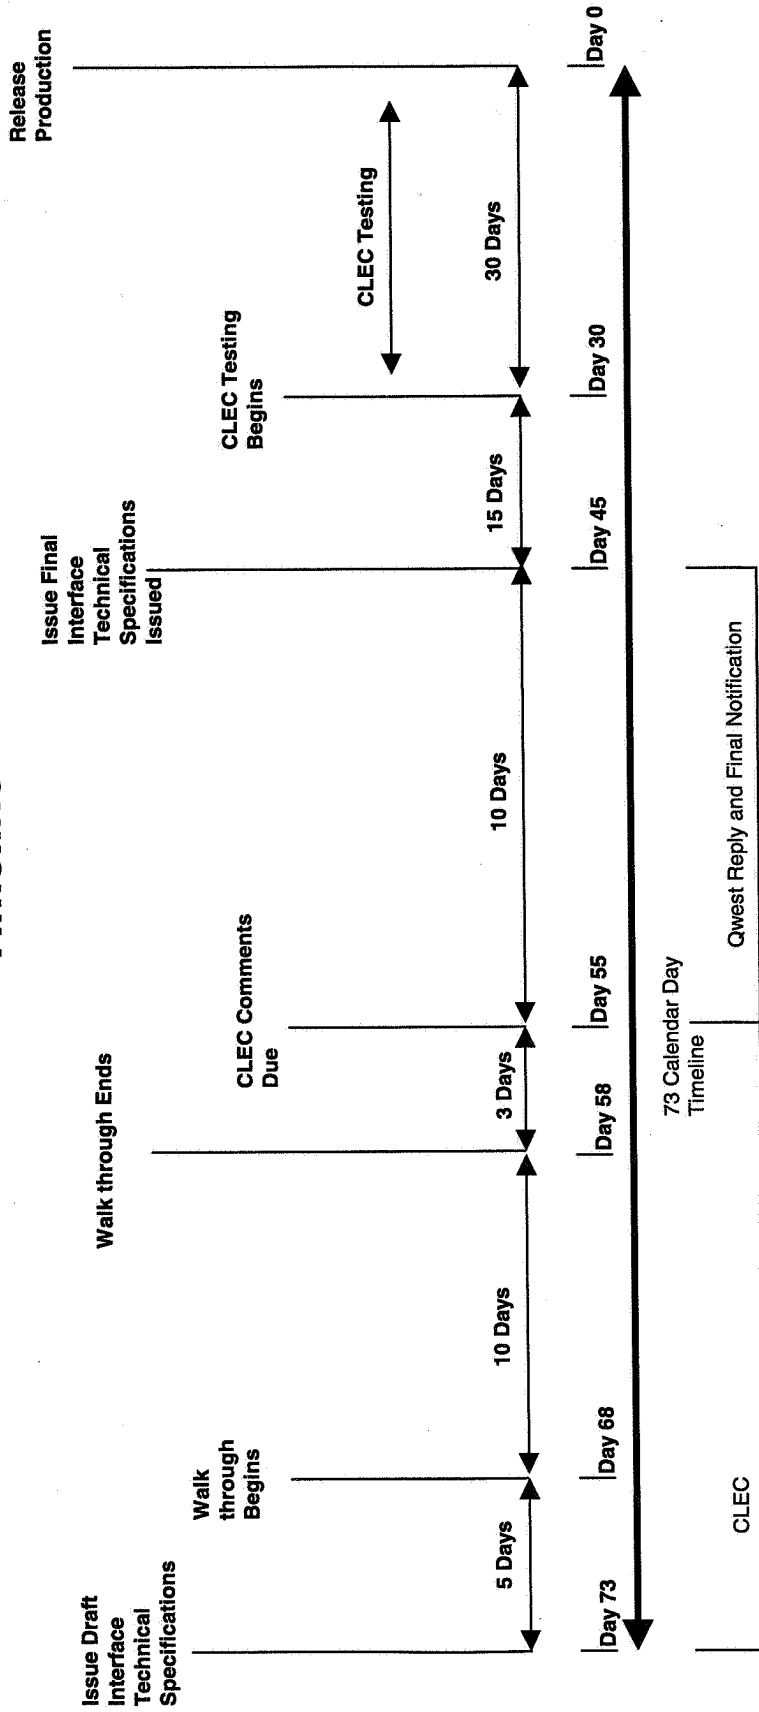 Issue Draft
Interface
Technical
Specifications
Walk
through
Begins
Walk through Ends
CLEC Comments
Due
Issue Final
Interface
Technical
Specifications
Issued
CLEC Testing
Begins
CLEC Testing
Release
Production
5 Days
10 Days
3 Days
10 Days
15 Days
30 Days
Day 73
Day 68
Day 58
Day 55
Day 45
Day 30
Day 0
73 Calendar Day
Timeline
CLEC
Qwest Reply and Final Notification